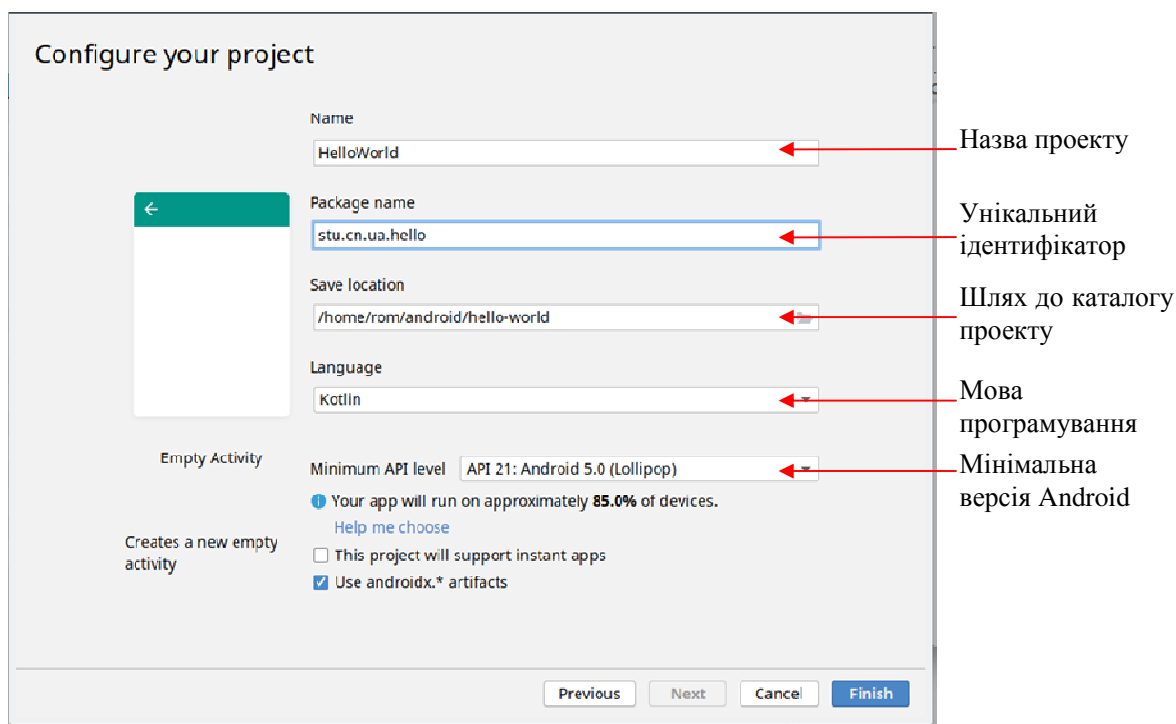 Configure your project
Name
HelloWorld
Назва проекту
Package name
stu.cn.ua.hello
Унікальний
ідентифікатор
Save location
/home/rom/android/hello-world
Шлях до каталогу
проекту
Language
Kotlin
Мова
програмування
Empty Activity
Minimum API level API 21: Android 5.0 (Lollipop)
Мінімальна
версія Android
Your app will run on approximately 85.0% of devices.
Help me choose
Creates a new empty
activity
This project will support instant apps
Use androidx.* artifacts
Previous
Next
Cancel
Finish